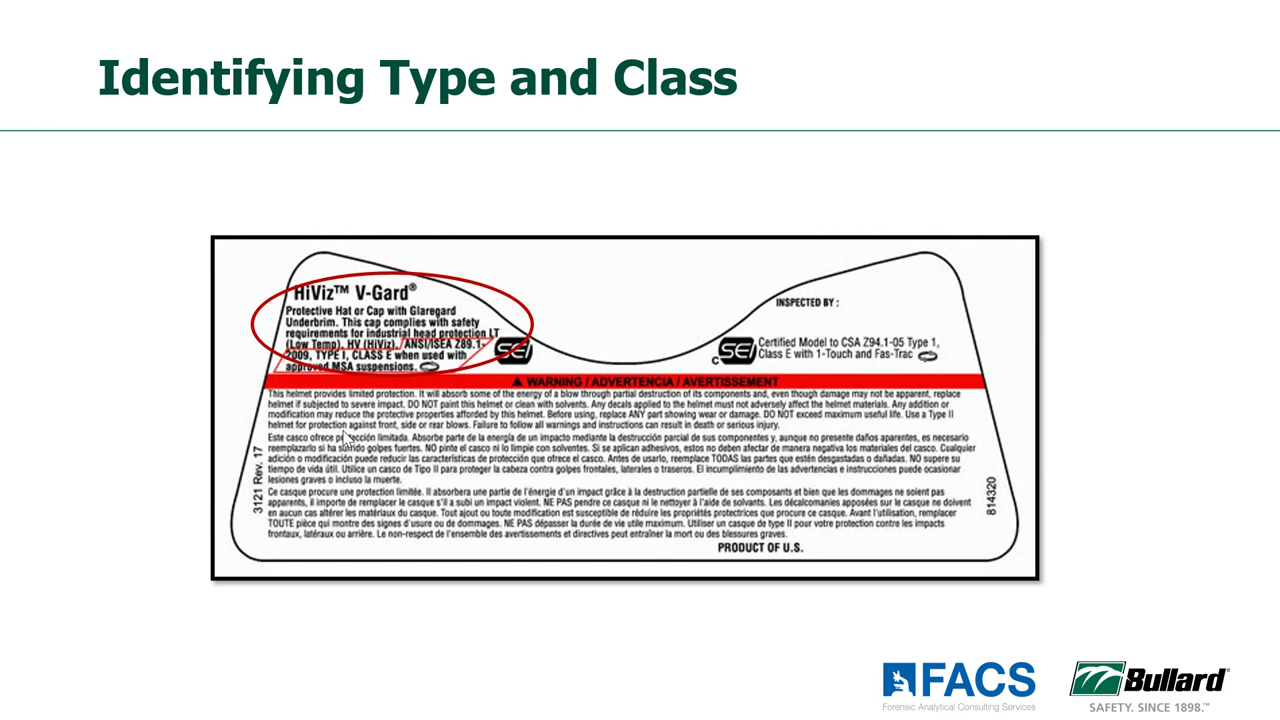 Identifying Type and Class
HiViz™ V-Gard®
Protective Hat or Cap with Glaregard
Underbrim. This cap complies with safety
requirements for industrial head protection LT
(Low Temp), HV (HiViz), ANSI/ISEA Z89.1-
2009, TYPE I, CLASS E when used with
approved MSA suspensions.
SEI
INSPECTED BY :
C SEI
Certified Model to CSA Z94.1-05 Type 1,
Class E with 1-Touch and Fas-Trac
▲ WARNING / ADVERTENCIA / AVERTISSEMENT
This helmet provides limited protection. It will absorb some of the energy of a blow through partial destruction of its components and, even though damage may not be apparent, replace
helmet if subjected to severe impact. DO NOT paint this helmet or clean with solvents. Any decals applied to the helmet must not adversely affect the helmet materials. Any addition or
modification may reduce the protective properties afforded by this helmet. Before using, replace ANY part showing wear or damage. DO NOT exceed maximum useful life. Use a Type II
helmet for protection against front, side or rear blows. Failure to follow all warnings and instructions can result in death or serious injury.
Este casco ofrece protección limitada. Absorbe parte de la energía de un impacto mediante la destrucción parcial de sus componentes y, aunque no presente daños aparentes, es necesario
reemplazarlo si ha sufrido golpes fuertes. NO pinte el casco ni lo limpie con solventes. Si se aplican adhesivos, estos no deben afectar de manera negativa los materiales del casco. Cualquier
adición o modificación puede reducir las características de protección que ofrece el casco. Antes de usarlo, reemplace TODAS las partes que estén desgastadas o dañadas. NO supere su
tiempo de vida útil. Utilice un casco de Tipo II para proteger la cabeza contra golpes frontales, laterales o traseros. El incumplimiento de las advertencias e instrucciones puede ocasionar
lesiones graves o incluso la muerte.
Ce casque procure une protection limitée. Il absorbera une partie de l'énergie d'un impact grâce à la destruction partielle de ses composants et bien que les dommages ne soient pas
apparents, il importe de remplacer le casque s'il a subi un impact violent. NE PAS pendre ce casque ni le nettoyer à l'aide de solvants. Les décalcomanies apposées sur le casque ne doivent
en aucun cas altérer les matériaux du casque. Tout ajout ou toute modification est susceptible de réduire les propriétés protectrices que procure ce casque. Avant l'utilisation, remplacer
TOUTE pièce qui montre des signes d'usure ou de dommages. NE PAS dépasser la durée de vie utile maximum. Utiliser un casque de type II pour votre protection contre les impacts
frontaux, latéraux ou arrière. Le non-respect de l'ensemble des avertissements et directives peut entraîner la mort ou des blessures graves.
3121 Rev. 17
814320
PRODUCT OF U.S.
FACS
Forensic Analytical Consulting Services
Bullard®
SAFETY. SINCE 1898.™